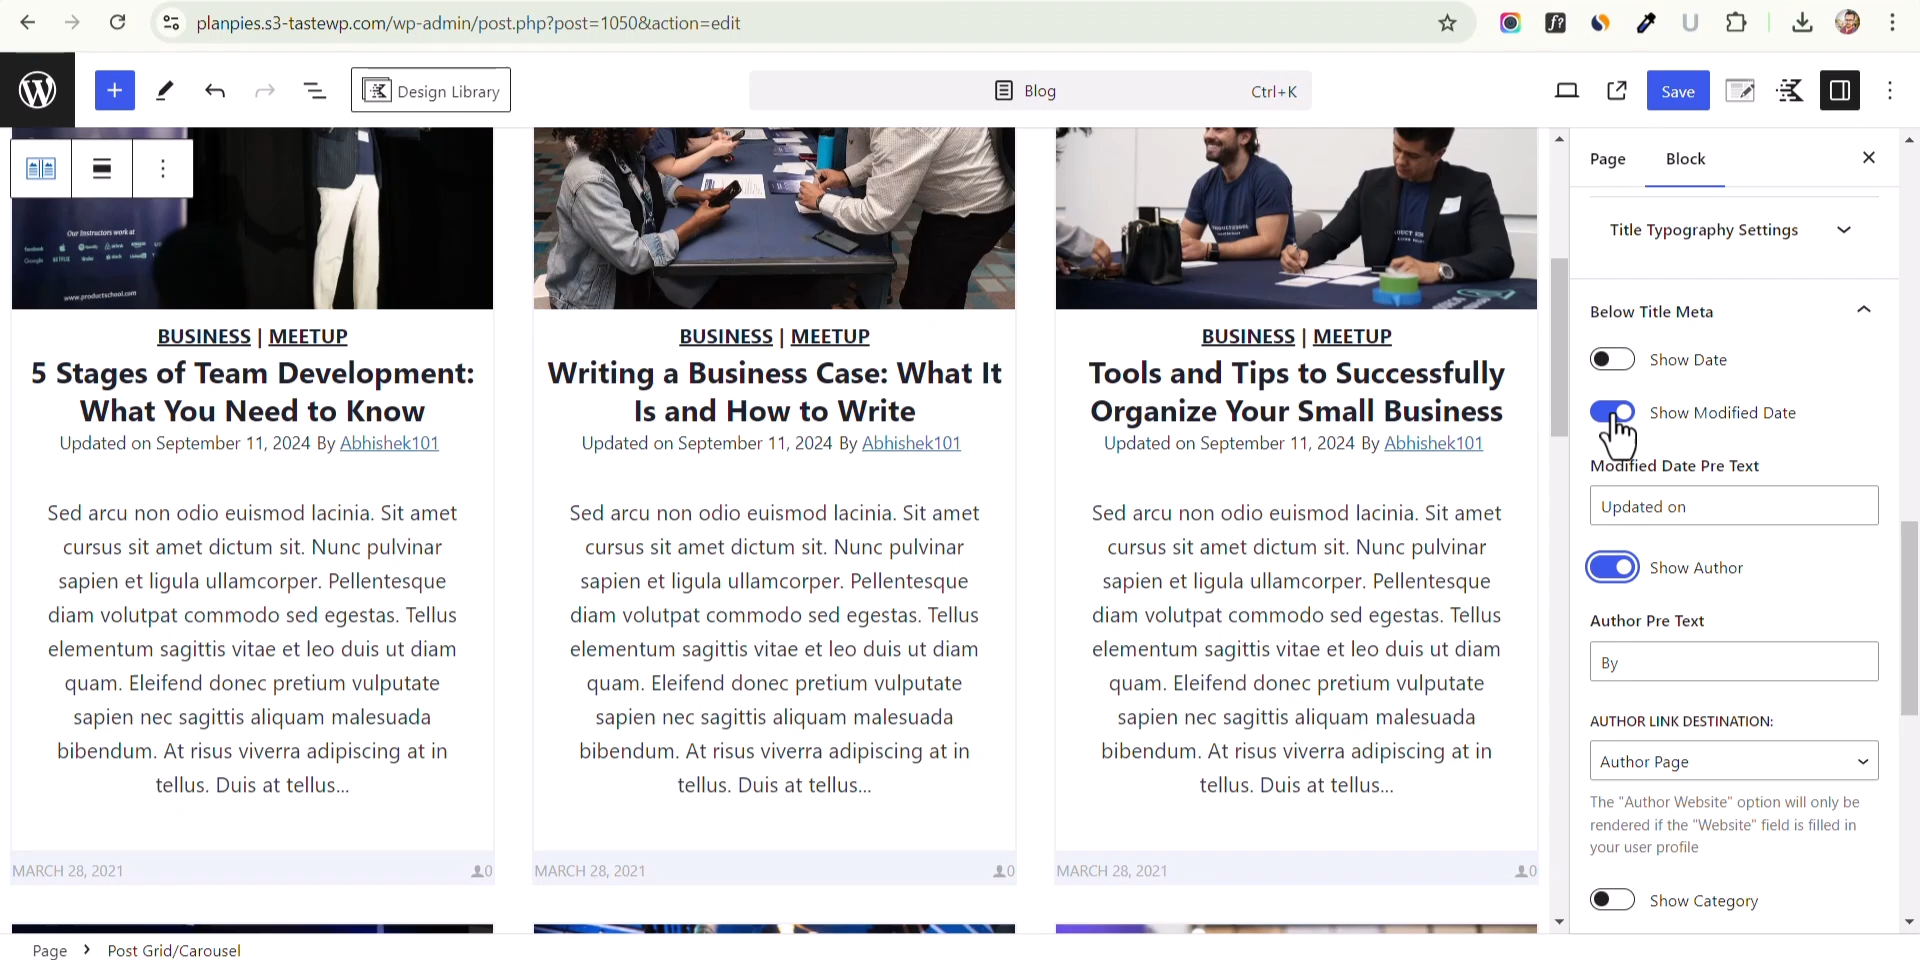 planpies.s3-tastewp.com/wp-admin/post.php?post=1050&action=edit
Design Library
Blog
Ctrl+K
Save
Page
Block
Our Instructors work at
www.productschool.com
BUSINESS | MEETUP
5 Stages of Team Development:
What You Need to Know
Updated on September 11, 2024 By Abhishek101
Sed arcu non odio euismod lacinia. Sit amet
cursus sit amet dictum sit. Nunc pulvinar
sapien et ligula ullamcorper. Pellentesque
diam volutpat commodo sed egestas. Tellus
elementum sagittis vitae et leo duis ut diam
quam. Eleifend donec pretium vulputate
sapien nec sagittis aliquam malesuada
bibendum. At risus viverra adipiscing at in
tellus. Duis at tellus...
MARCH 28, 2021
0
BUSINESS | MEETUP
Writing a Business Case: What It
Is and How to Write
Updated on September 11, 2024 By Abhishek101
Sed arcu non odio euismod lacinia. Sit amet
cursus sit amet dictum sit. Nunc pulvinar
sapien et ligula ullamcorper. Pellentesque
diam volutpat commodo sed egestas. Tellus
elementum sagittis vitae et leo duis ut diam
quam. Eleifend donec pretium vulputate
sapien nec sagittis aliquam malesuada
bibendum. At risus viverra adipiscing at in
tellus. Duis at tellus...
MARCH 28, 2021
0
BUSINESS | MEETUP
Tools and Tips to Successfully
Organize Your Small Business
Updated on September 11, 2024 By Abhishek101
Sed arcu non odio euismod lacinia. Sit amet
cursus sit amet dictum sit. Nunc pulvinar
sapien et ligula ullamcorper. Pellentesque
diam volutpat commodo sed egestas. Tellus
elementum sagittis vitae et leo duis ut diam
quam. Eleifend donec pretium vulputate
sapien nec sagittis aliquam malesuada
bibendum. At risus viverra adipiscing at in
tellus. Duis at tellus...
MARCH 28, 2021
0
Title Typography Settings
Below Title Meta
Show Date
Show Modified Date
Modified Date Pre Text
Updated on
Show Author
Author Pre Text
By
AUTHOR LINK DESTINATION:
Author Page
The "Author Website" option will only be
rendered if the "Website" field is filled in
your user profile
Show Category
Page
Post Grid/Carousel